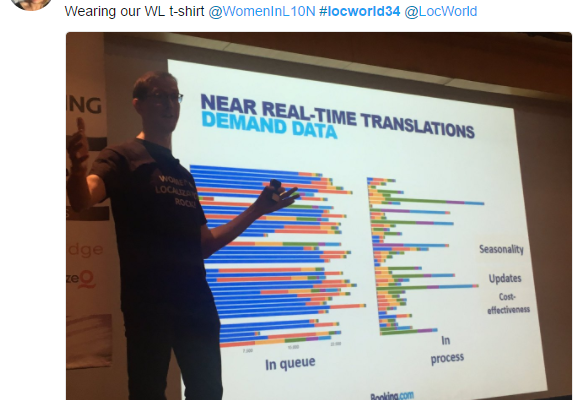 Wearing our WL t-shirt @WomenInL10N #locworld34 @LocWorld
NEAR REAL-TIME TRANSLATIONS
DEMAND DATA
In queue
In
process
Seasonality
Updates
Cost-
effectiveness
Booking.com